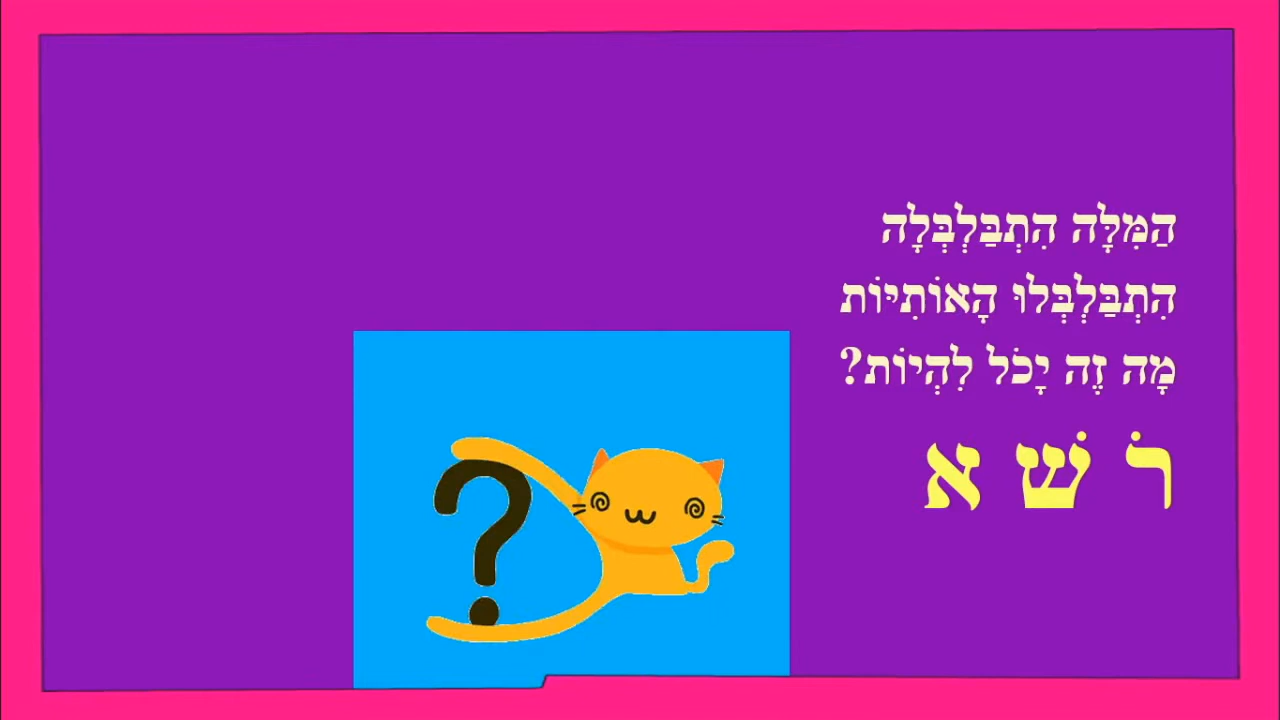 הַמִּלָּה הִתְבַּלְבְּלָה
הִתְבַּלְבְּלוּ הָאוֹתִיּוֹת
מָה זֶה יָכֹל לִהְיוֹת?
רֹ שׁ א
?